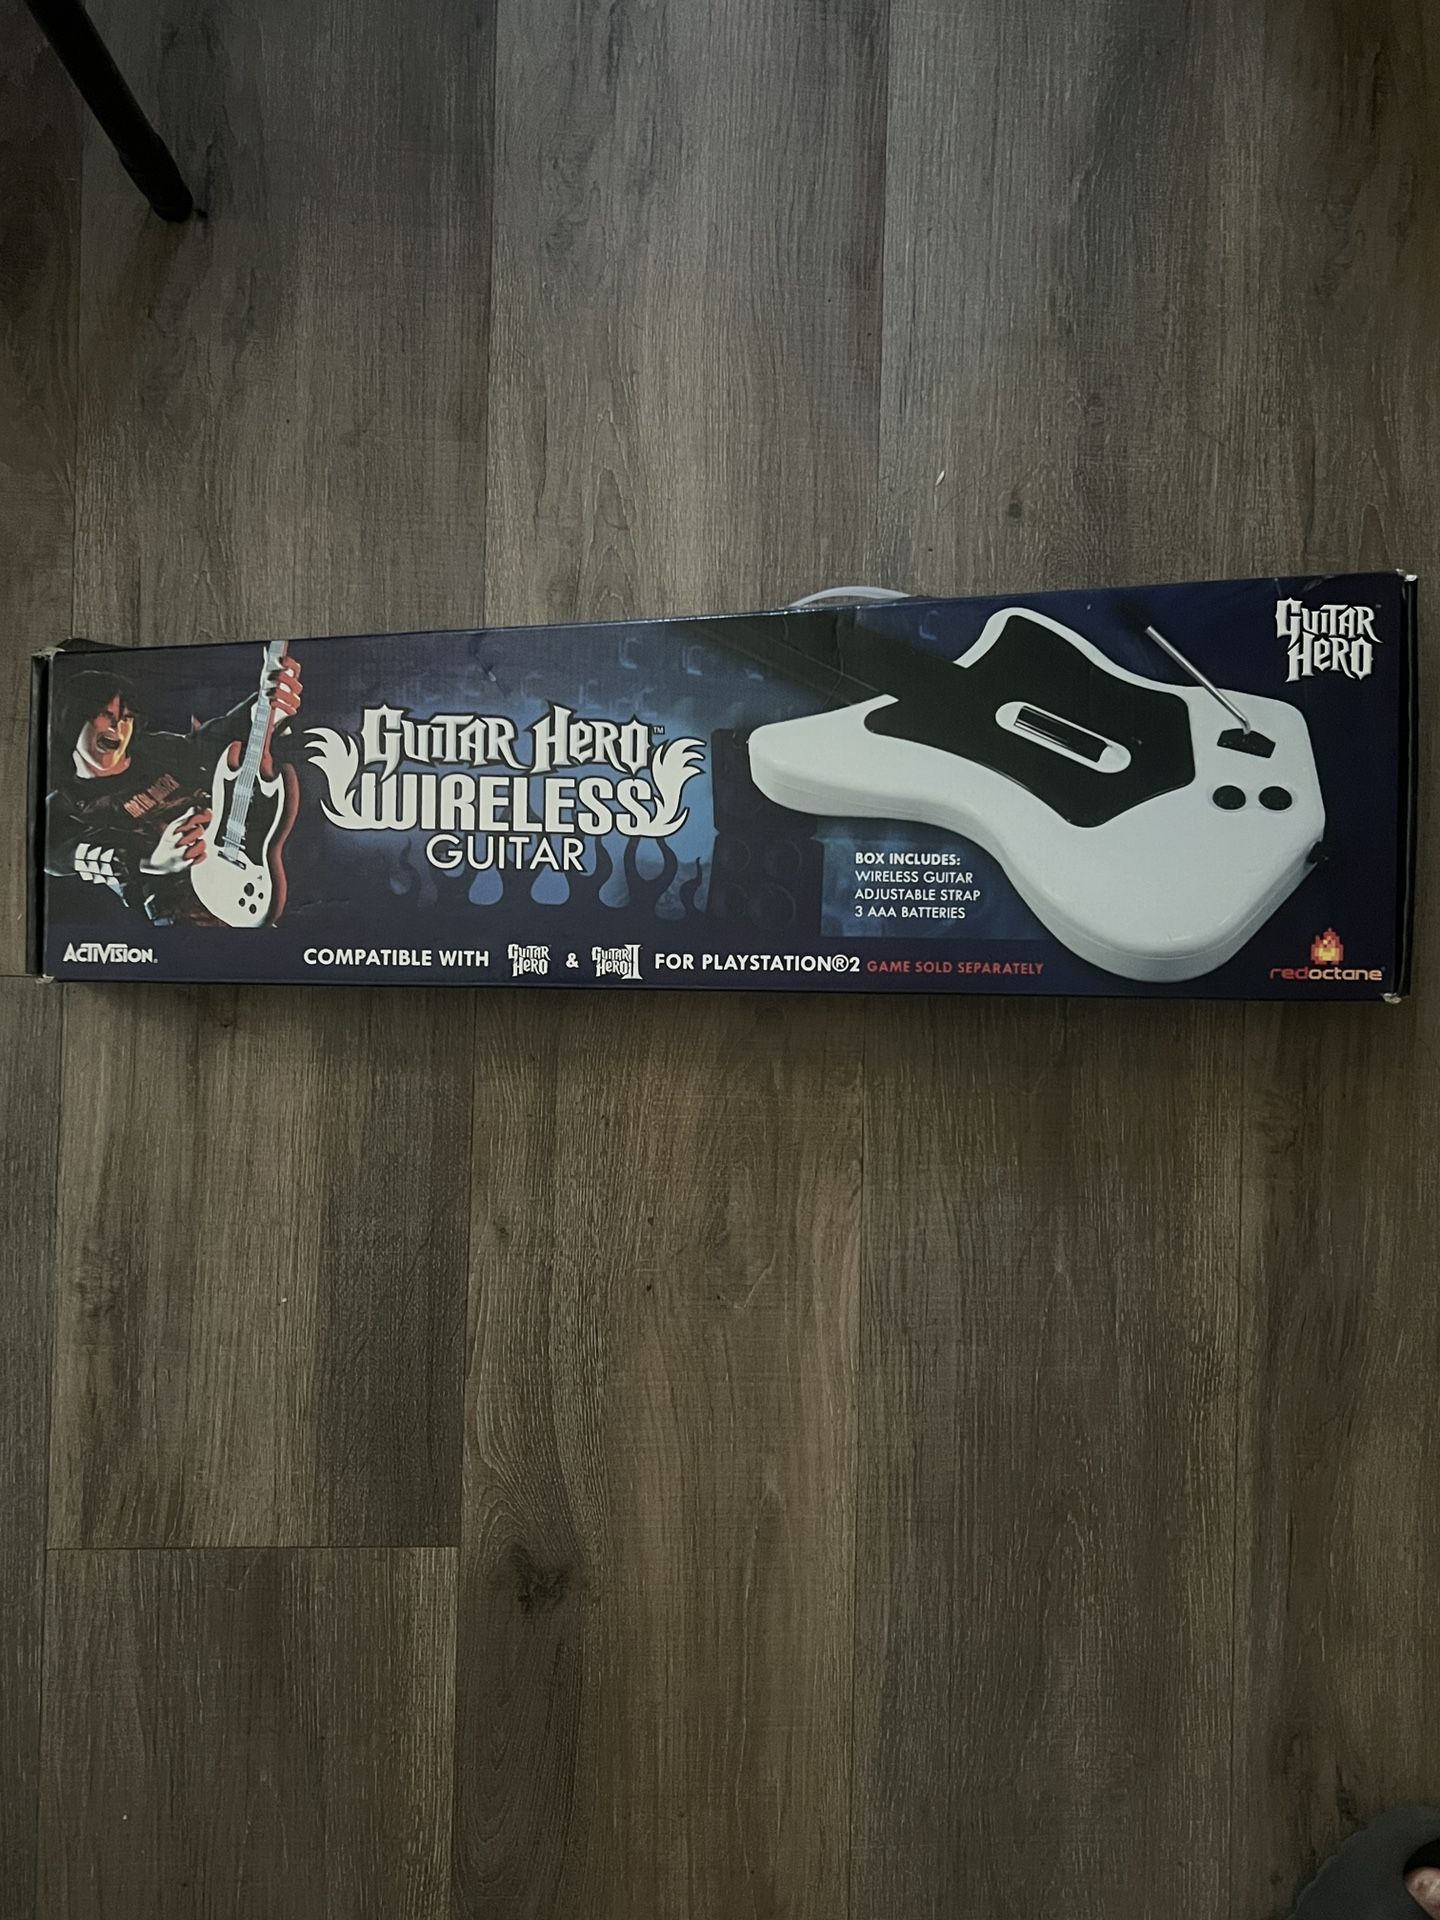 GUITAR HERO
GUITAR HERO™
WIRELESS
GUITAR
BOX INCLUDES:
WIRELESS GUITAR
ADJUSTABLE STRAP
3 AAA BATTERIES
ACTIVISION.
COMPATIBLE WITH GUITAR HERO & GUITAR HERO II FOR PLAYSTATION®2 GAME SOLD SEPARATELY
redoctane